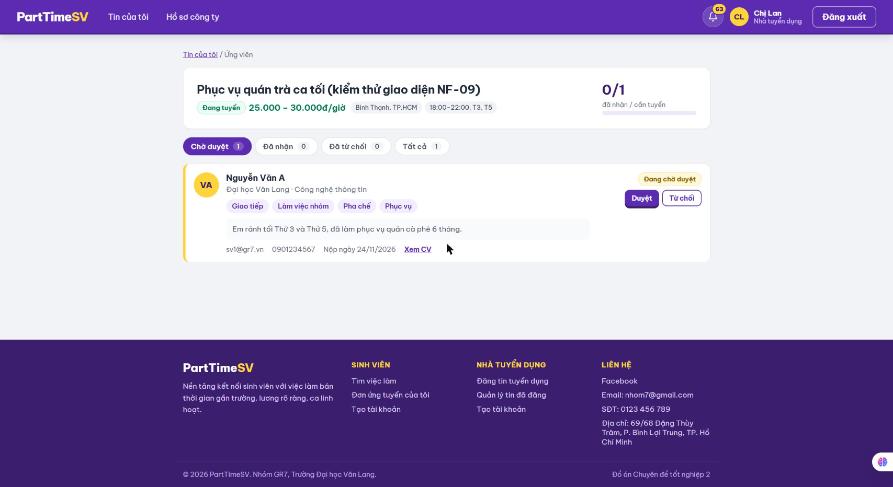 PartTimeSV
Tin của tôi
Hồ sơ công ty
63
CL
Chị Lan
Nhà tuyển dụng
Đăng xuất
Tin của tôi / Ứng viên
Phục vụ quán trà ca tối (kiểm thử giao diện NF-09)
Đang tuyển 25.000 – 30.000đ/giờ Bình Thạnh, TP.HCM 18:00–22:00, T3, T5
0/1
đã nhận / cần tuyển
Chờ duyệt 1
Đã nhận 0
Đã từ chối 0
Tất cả 1
VA
Nguyễn Văn A
Đại học Văn Lang · Công nghệ thông tin
Giao tiếp Làm việc nhóm Pha chế Phục vụ
Em rảnh tối Thứ 3 và Thứ 5, đã làm phục vụ quán cà phê 6 tháng.
sv1@gr7.vn 0901234567 Nộp ngày 24/11/2026 Xem CV
Đang chờ duyệt
Duyệt Từ chối
PartTimeSV
Nền tảng kết nối sinh viên với việc làm bán
thời gian gần trường, lương rõ ràng, ca linh
hoạt.
SINH VIÊN
Tìm việc làm
Đơn ứng tuyển của tôi
Tạo tài khoản
NHÀ TUYỂN DỤNG
Đăng tin tuyển dụng
Quản lý tin đã đăng
Tạo tài khoản
LIÊN HỆ
Facebook
Email: nhom7@gmail.com
SĐT: 0123 456 789
Địa chỉ: 69/68 Đặng Thùy
Trâm, P. Bình Lợi Trung, TP. Hồ
Chí Minh
© 2026 PartTimeSV. Nhóm GR7, Trường Đại học Văn Lang.
Đồ án Chuyên đề tốt nghiệp 2